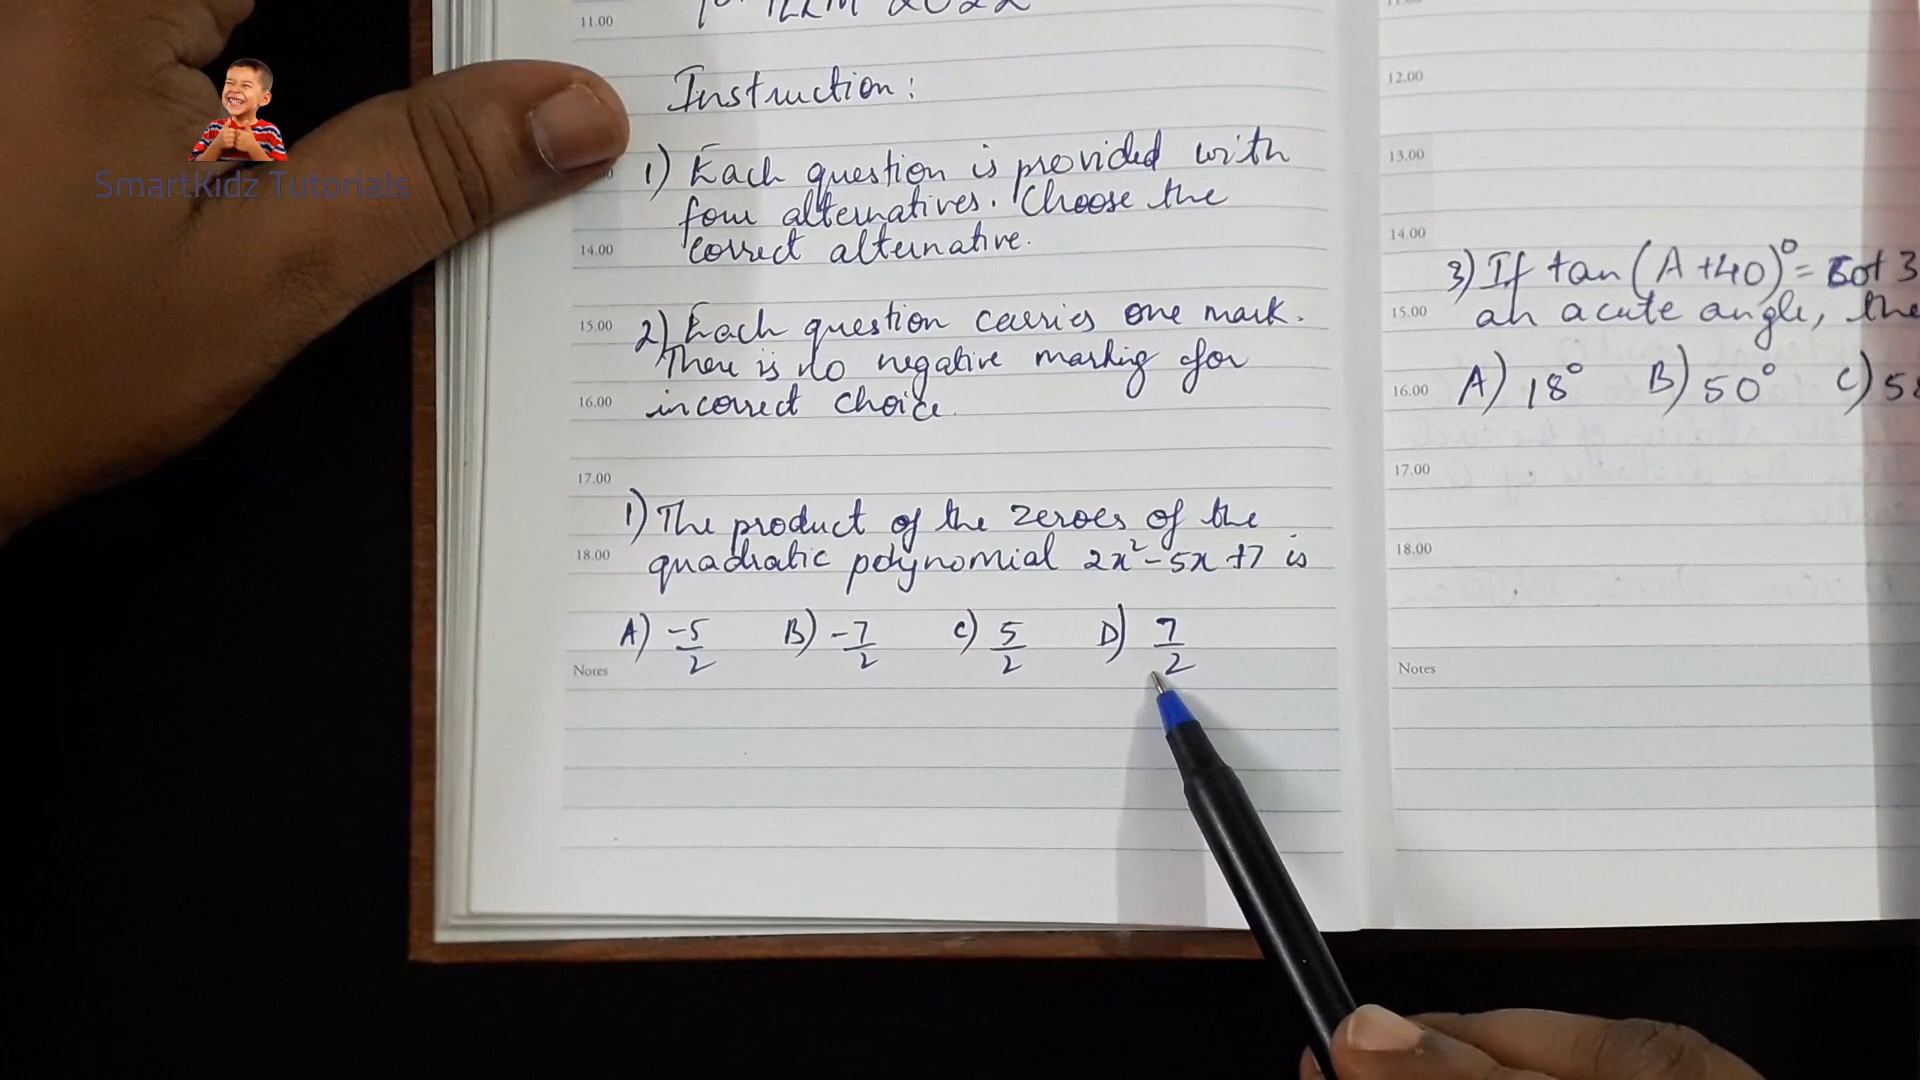 11.00
2022
Instruction:
1) Each question is provided with
four alternatives. Choose the
correct alternative.
14.00
15.00
2) Each question carries one mark.
There is no negative marking for
16.00
incorrect choice.
17.00
1) The product of the zeroes of the
18.00
quadratic polynomial 2x²-5x+7 is
A) -5/2 B) -7/2 C) 5/2 D) 7/2
Notes
12.00
13.00
14.00
3) If tan(A+40)° = cot 3
15.00
an acute angle, the
16.00
A) 18° B) 50° C) 58
17.00
18.00
Notes
SmartKidz Tutorials